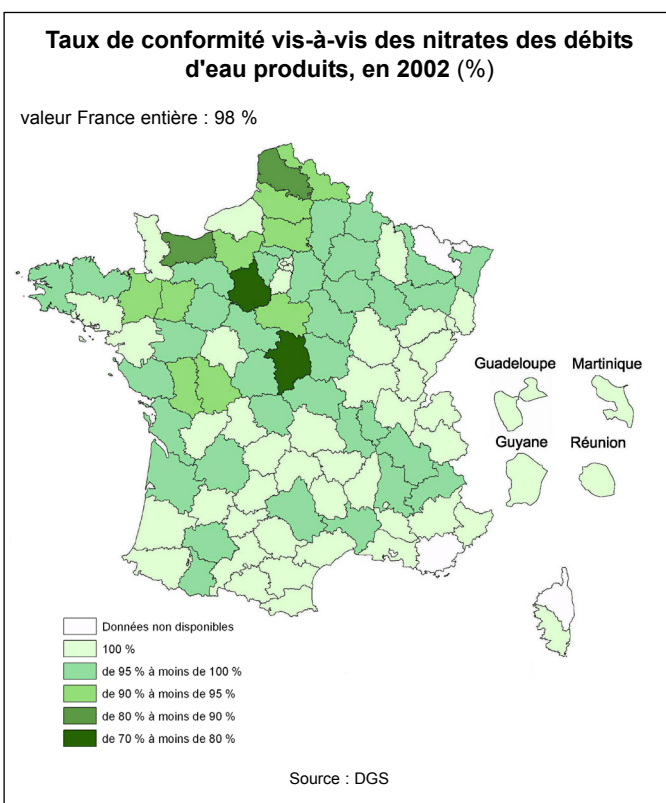 Taux de conformité vis-à-vis des nitrates des débits
d'eau produits, en 2002 (%)
valeur France entière : 98 %
Guadeloupe Martinique
Guyane Réunion
Données non disponibles
100 %
de 95 % à moins de 100 %
de 90 % à moins de 95 %
de 80 % à moins de 90 %
de 70 % à moins de 80 %
Source : DGS